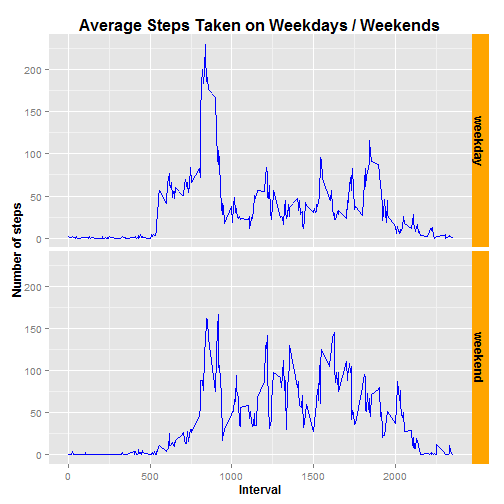 Average Steps Taken on Weekdays / Weekends
Number of steps
200
150
100
50
0
weekday
200
150
100
50
0
weekend
0 500 1000 1500 2000
Interval